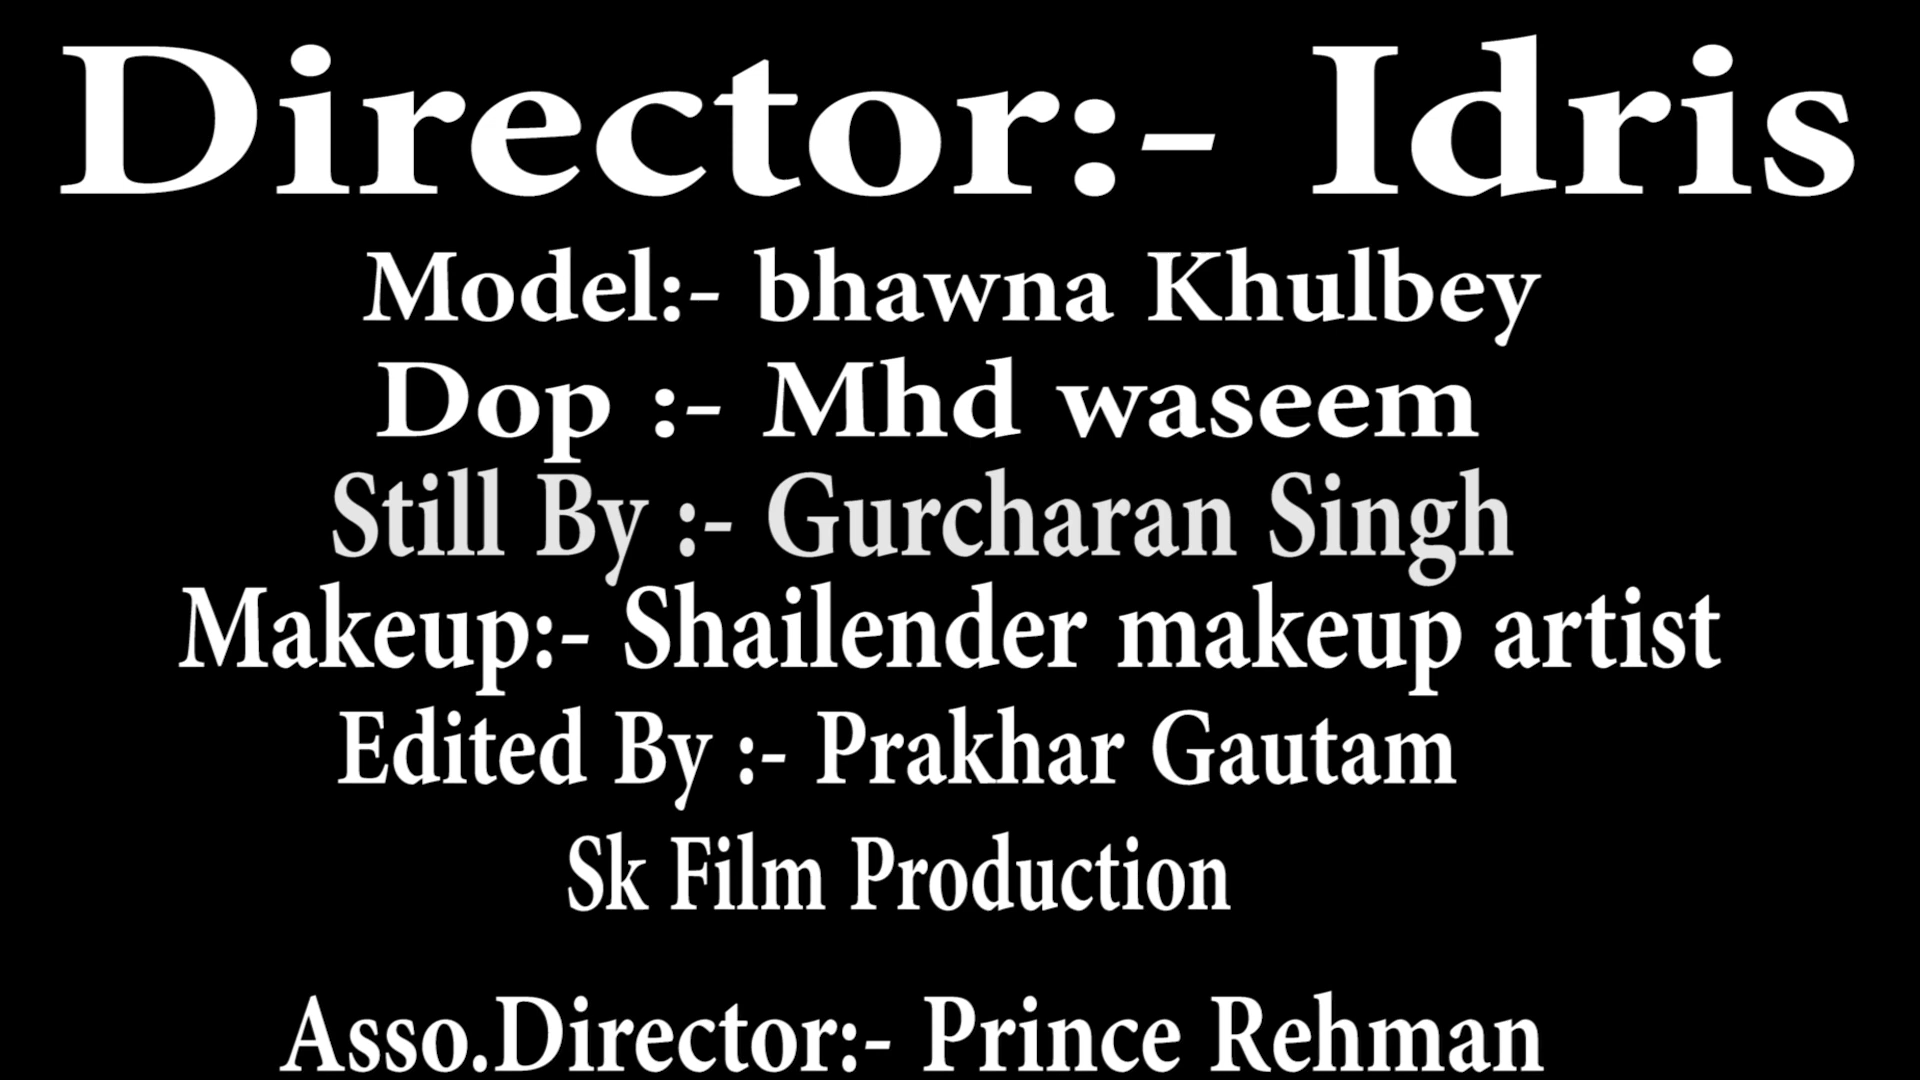 Director:- Idris
Model:- bhawna Khulbey
Dop :- Mhd waseem
Still By :- Gurcharan Singh
Makeup:- Shailender makeup artist
Edited By :- Prakhar Gautam
Sk Film Production
Asso.Director:- Prince Rehman